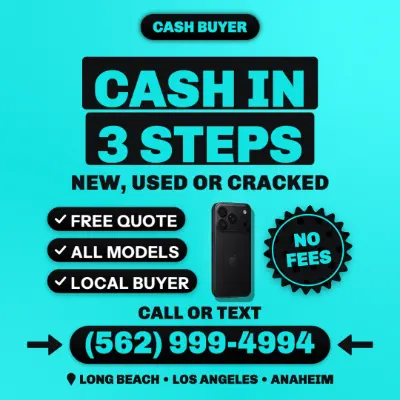 CASH BUYER
CASH IN
3 STEPS
NEW, USED OR CRACKED
FREE QUOTE
ALL MODELS
LOCAL BUYER
NO
FEES
CALL OR TEXT
(562) 999-4994
LONG BEACH • LOS ANGELES • ANAHEIM